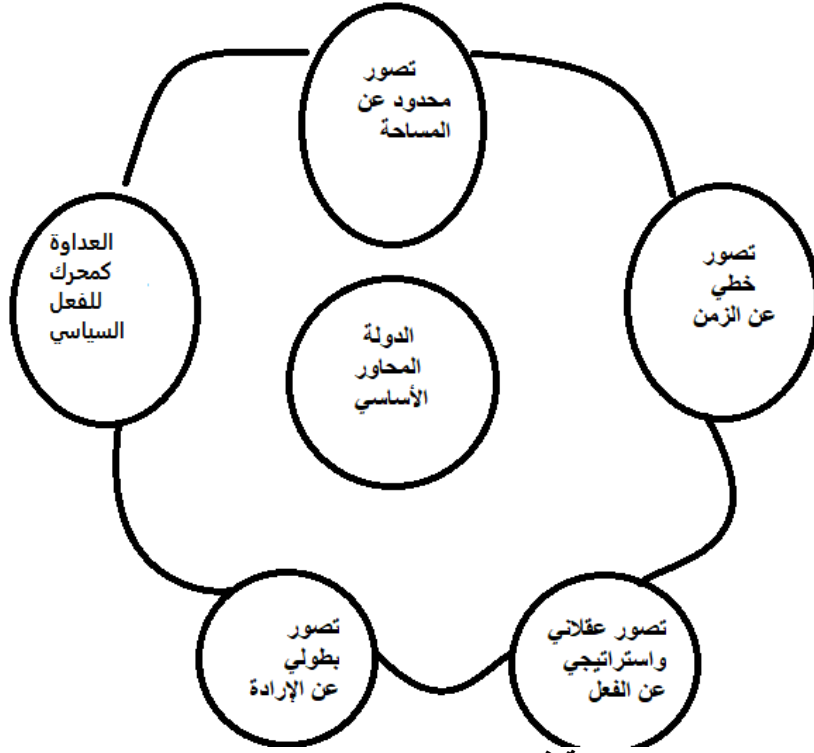 تصور
محدود عن
المساحة
تصور
خطي
عن الزمن
العداوة
كمحرك
للفعل
السياسي
الدولة
المحاور
الأساسي
تصور عقلاني
واستراتيجي
عن الفعل
تصور
بطولي
عن الإرادة